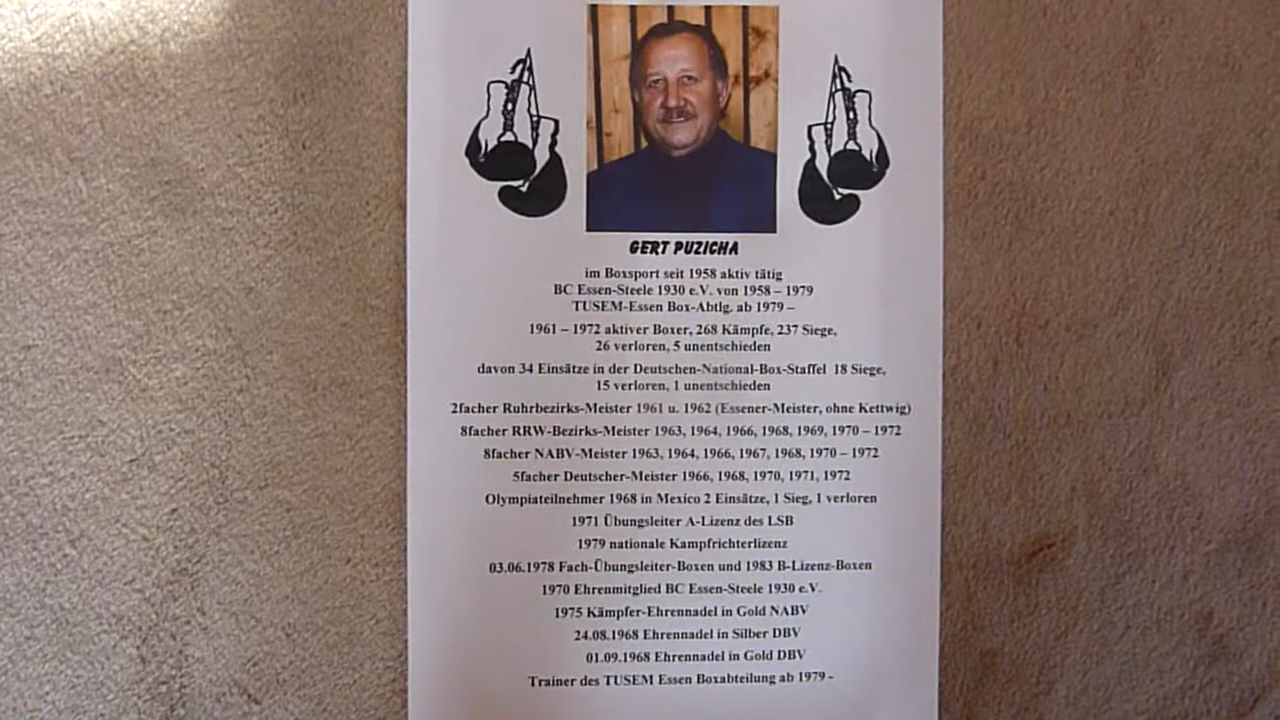 GERT PUZICHA
im Boxsport seit 1958 aktiv tätig
BC Essen-Steele 1930 e.V. von 1958 – 1979
TUSEM-Essen Box-Abtlg. ab 1979 –
1961 – 1972 aktiver Boxer, 268 Kämpfe, 237 Siege,
26 verloren, 5 unentschieden
davon 34 Einsätze in der Deutschen-National-Box-Staffel 18 Siege,
15 verloren, 1 unentschieden
2facher Ruhrbezirks-Meister 1961 u. 1962 (Essener-Meister, ohne Kettwig)
8facher RRW-Bezirks-Meister 1963, 1964, 1966, 1968, 1969, 1970 – 1972
8facher NABV-Meister 1963, 1964, 1966, 1967, 1968, 1970 – 1972
5facher Deutscher-Meister 1966, 1968, 1970, 1971, 1972
Olympiateilnehmer 1968 in Mexico 2 Einsätze, 1 Sieg, 1 verloren
1971 Übungsleiter A-Lizenz des LSB
1979 nationale Kampfrichterlizenz
03.06.1978 Fach-Übungsleiter-Boxen und 1983 B-Lizenz-Boxen
1970 Ehrenmitglied BC Essen-Steele 1930 e.V.
1975 Kämpfer-Ehrennadel in Gold NABV
24.08.1968 Ehrennadel in Silber DBV
01.09.1968 Ehrennadel in Gold DBV
Trainer des TUSEM Essen Boxabteilung ab 1979 -